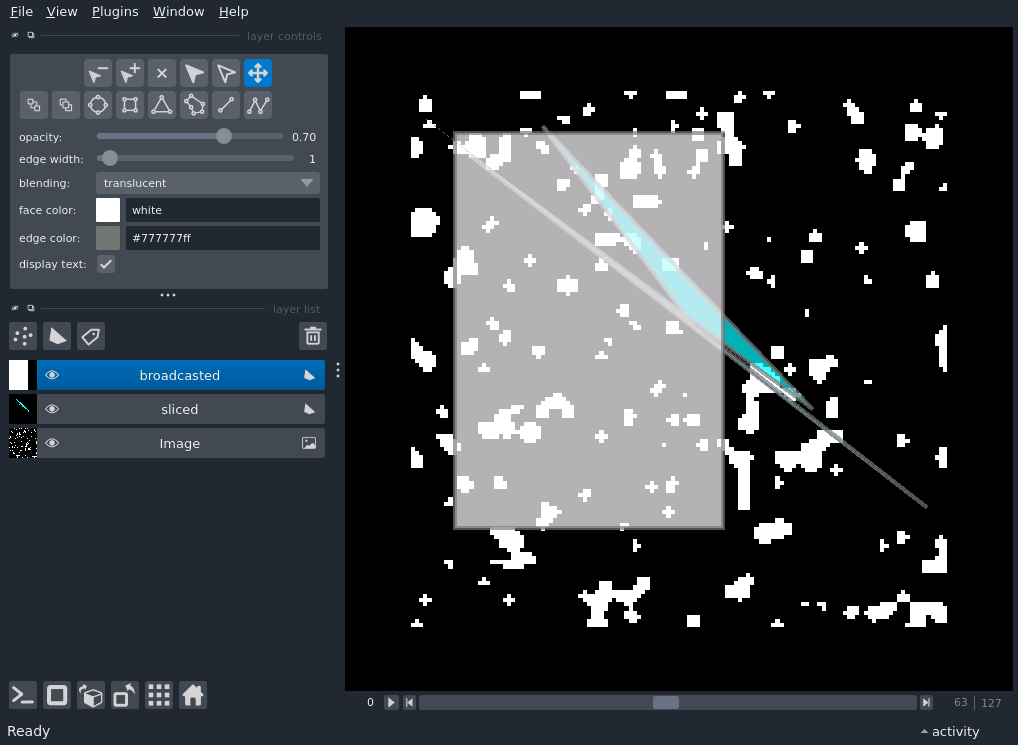 File View Plugins Window Help
layer controls
opacity: 0.70
edge width: 1
blending: translucent
face color: white
edge color: #777777ff
display text:
layer list
broadcasted
sliced
Image
0 63 | 127
Ready activity